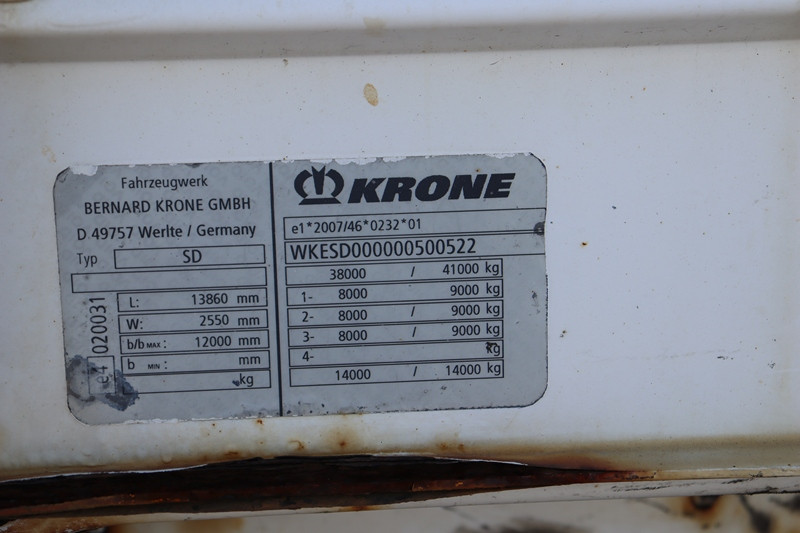 Fahrzeugwerk
BERNARD KRONE GMBH
D 49757 Werlte / Germany
Typ SD
L: 13860 mm
W: 2550 mm
b/b MAX: 12000 mm
b MIN: mm
kg
e1 020031
KRONE
e1*2007/46*0232*01
WKESD000000500522
38000 / 41000 kg
1- 8000 / 9000 kg
2- 8000 / 9000 kg
3- 8000 / 9000 kg
4- kg
14000 / 14000 kg